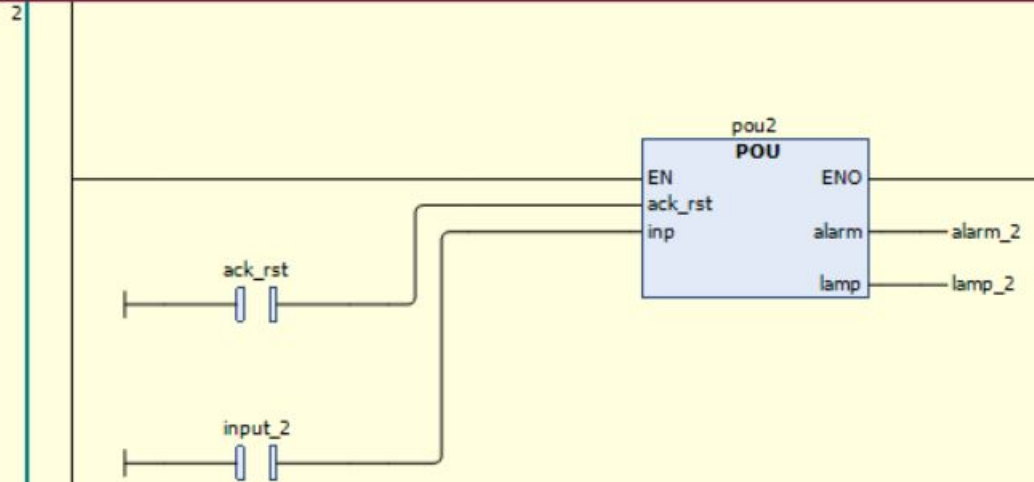 2
pou2
POU
EN ENO
ack_rst
inp alarm alarm_2
ack_rst
lamp lamp_2
input_2